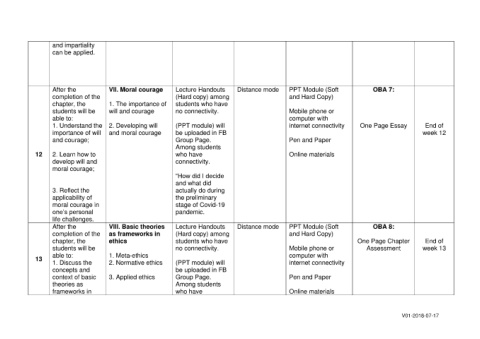 and impartiality
can be applied.
12
After the
completion of the
chapter, the
students will be
able to:
1. Understand the
importance of will
and courage;
2. Learn how to
develop will and
moral courage;
3. Reflect the
applicability of
moral courage in
one's personal
life challenges.
VII. Moral courage
1. The importance of
will and courage
2. Developing will
and moral courage
Lecture Handouts
(Hard copy) among
students who have
no connectivity.
(PPT module) will
be uploaded in FB
Group Page.
Among students
who have
connectivity.
"How did I decide
and what did
actually do during
the preliminary
stage of Covid-19
pandemic.
Distance mode
PPT Module (Soft
and Hard Copy)
Mobile phone or
computer with
internet connectivity
Pen and Paper
Online materials
OBA 7:
One Page Essay
End of
week 12
13
After the
completion of the
chapter, the
students will be
able to:
1. Discuss the
concepts and
context of basic
theories as
frameworks in
VIII. Basic theories
as frameworks in
ethics
1. Meta-ethics
2. Normative ethics
3. Applied ethics
Lecture Handouts
(Hard copy) among
students who have
no connectivity.
(PPT module) will
be uploaded in FB
Group Page.
Among students
who have
Distance mode
PPT Module (Soft
and Hard Copy)
Mobile phone or
computer with
internet connectivity
Pen and Paper
Online materials
OBA 8:
One Page Chapter
Assessment
End of
week 13
V01-2018-07-17